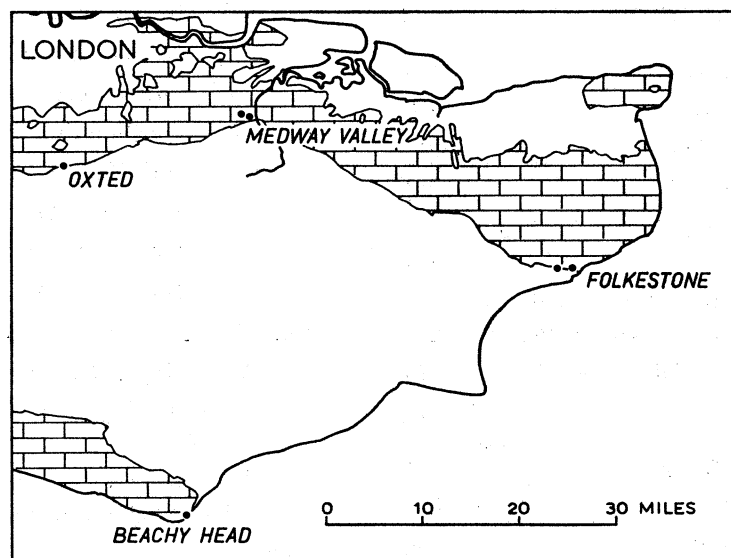 LONDON
MEDWAY VALLEY
OXTED
FOLKESTONE
0 10 20 30 MILES
BEACHY HEAD